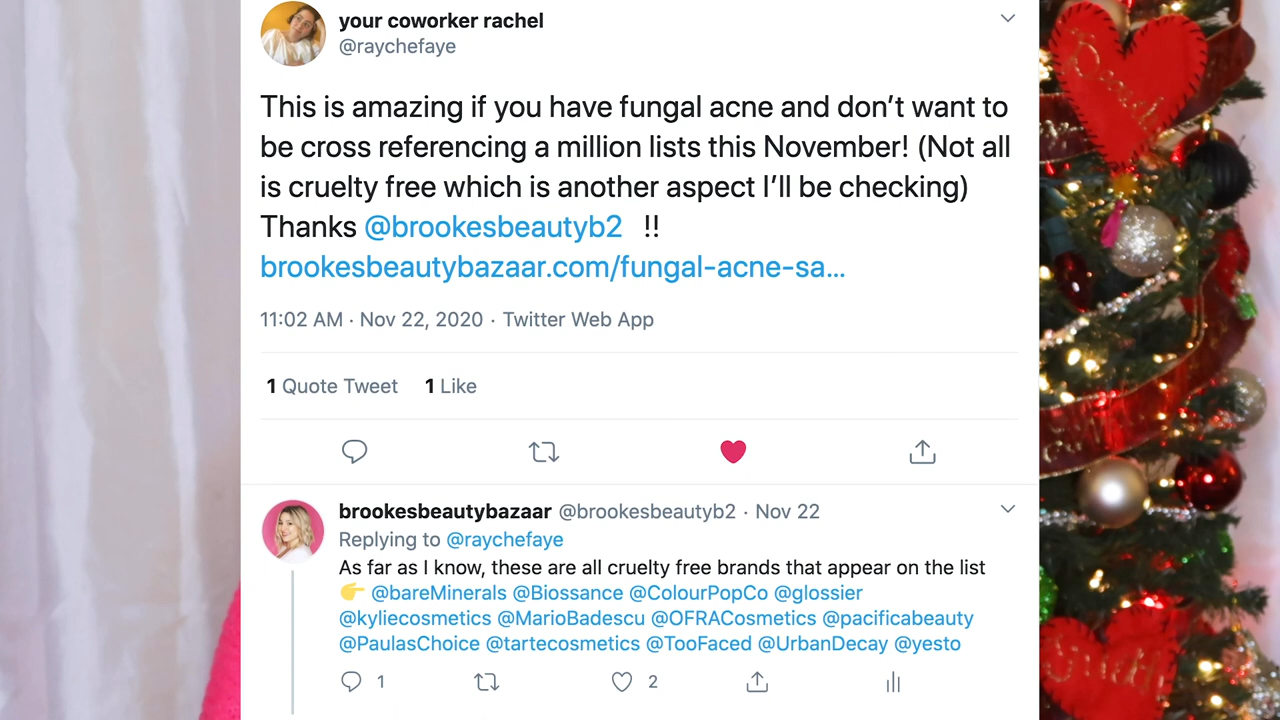 your coworker rachel
@raychefaye
This is amazing if you have fungal acne and don’t want to
be cross referencing a million lists this November! (Not all
is cruelty free which is another aspect I’ll be checking)
Thanks @brookesbeautyb2 !!
brookesbeautybazaar.com/fungal-acne-sa...
11:02 AM · Nov 22, 2020 · Twitter Web App
1 Quote Tweet 1 Like
brookesbeautybazaar @brookesbeautyb2 · Nov 22
Replying to @raychefaye
As far as I know, these are all cruelty free brands that appear on the list
👉 @bareMinerals @Biossance @ColourPopCo @glossier
@kyliecosmetics @MarioBadescu @OFRACosmetics @pacificabeauty
@PaulasChoice @tartecosmetics @TooFaced @UrbanDecay @yesto
1 2